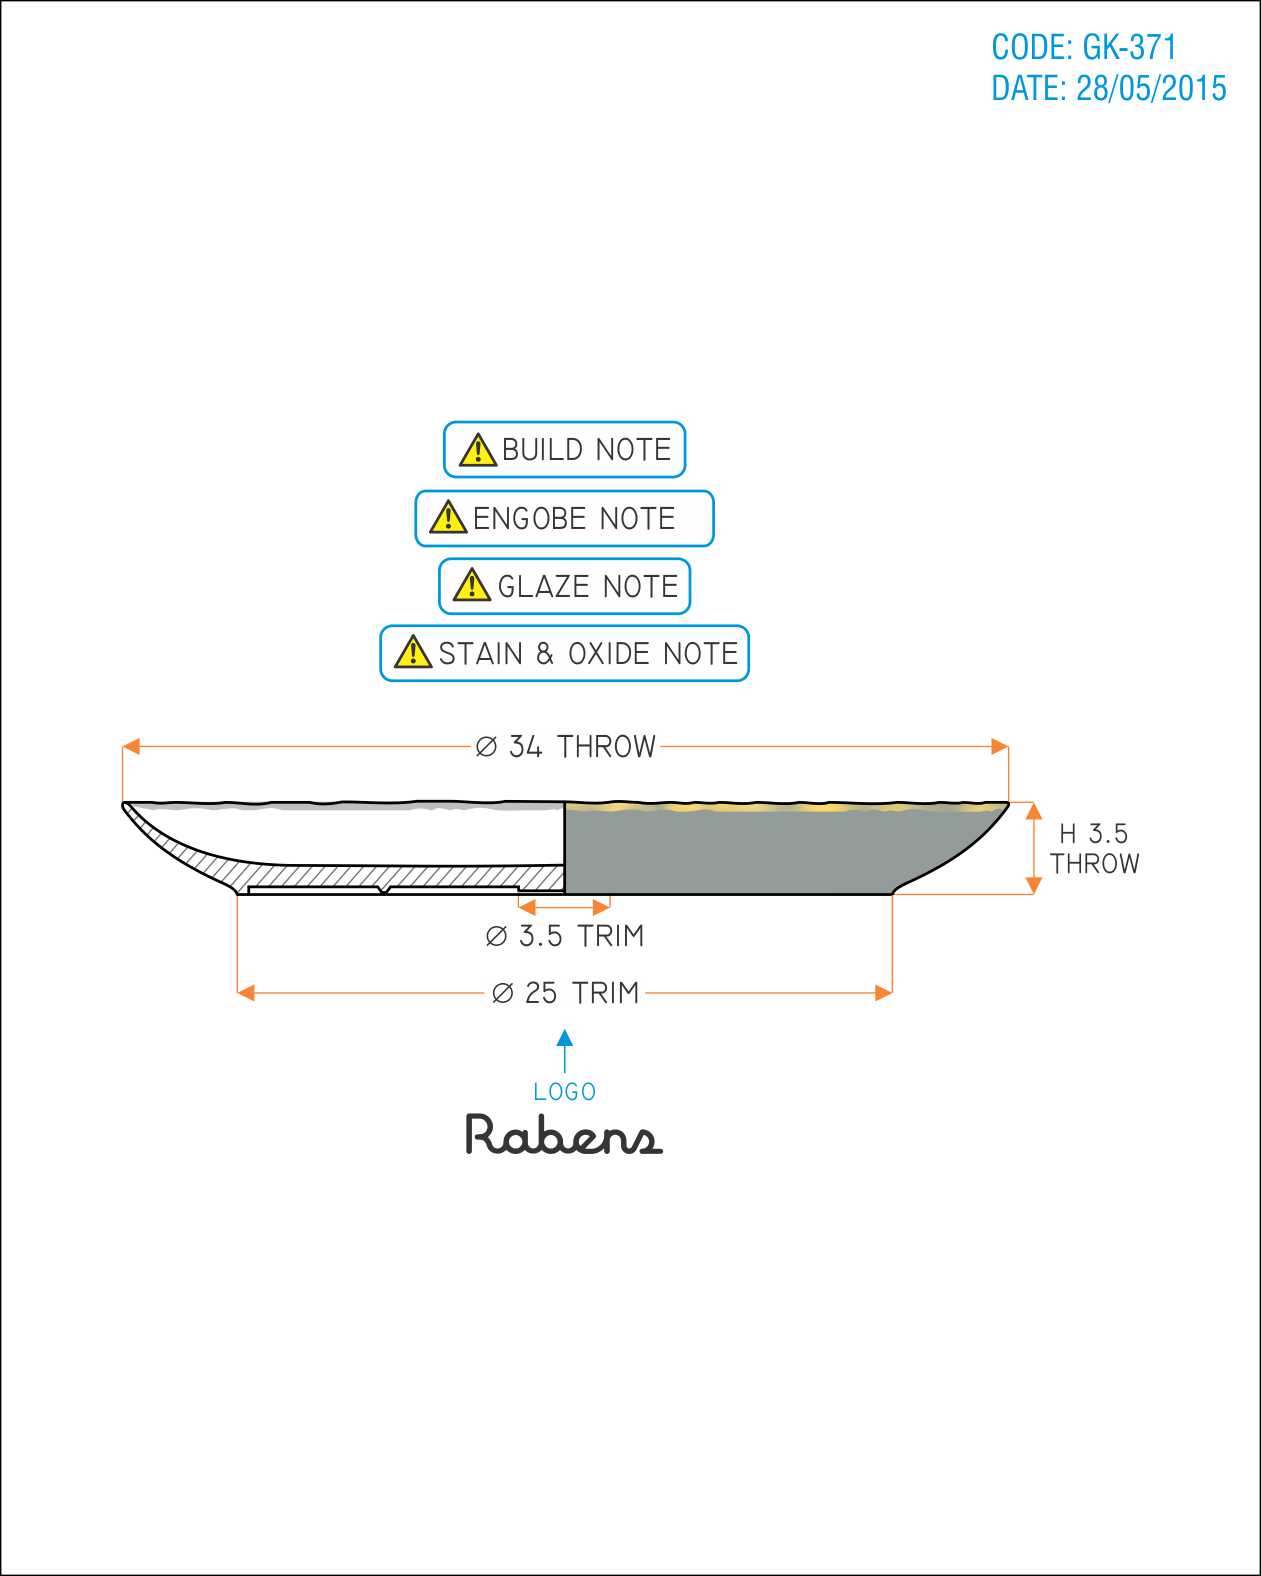 CODE: GK-371
DATE: 28/05/2015
BUILD NOTE
ENGOBE NOTE
GLAZE NOTE
STAIN & OXIDE NOTE
Ø 34 THROW
H 3.5
THROW
Ø 3.5 TRIM
Ø 25 TRIM
LOGO
Rabens